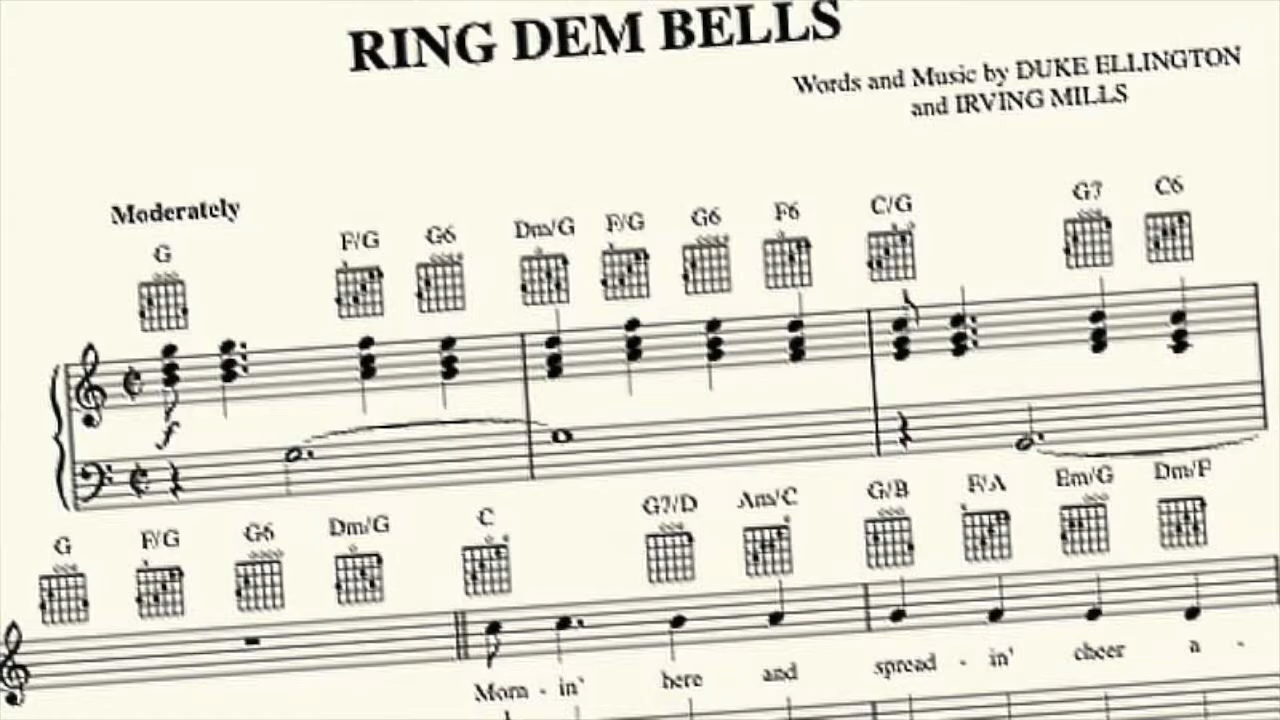 RING DEM BELLS
Words and Music by DUKE ELLINGTON
and IRVING MILLS
Moderately
G F/G G6 Dm/G F/G G6 F6 C/G G7 C6
f
G F/G G6 Dm/G C G7/D Am/C G/B F/A Em/G Dm/F
Morn - in' here and spread - in' cheer a -